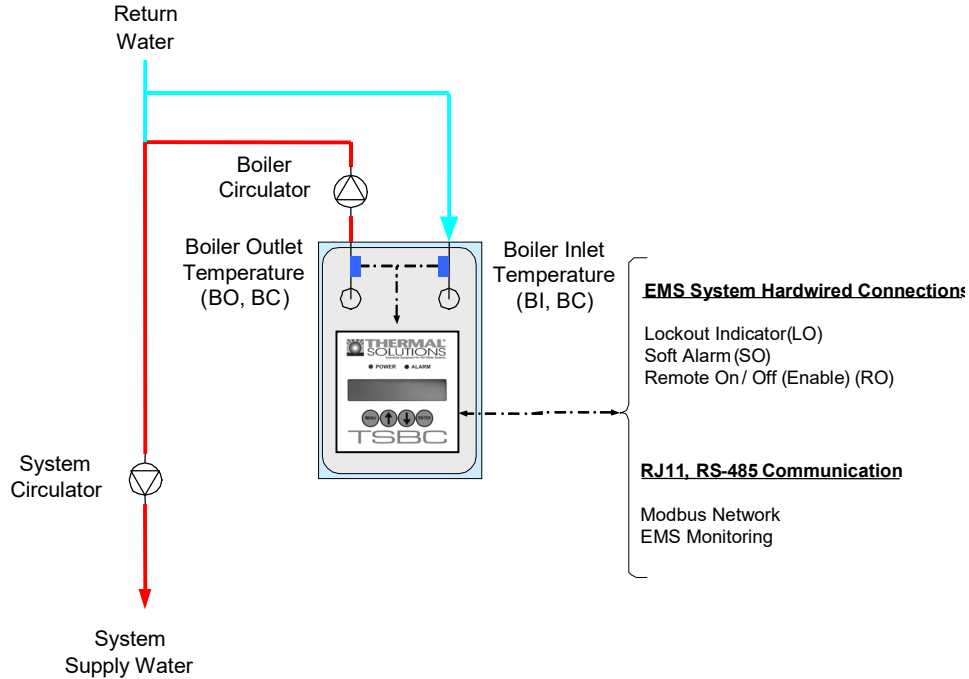 Return
Water
Boiler
Circulator
Boiler Outlet
Temperature
(BO, BC)
Boiler Inlet
Temperature
(BI, BC)
EMS System Hardwired Connections
Lockout Indicator(LO)
Soft Alarm (SO)
Remote On / Off (Enable) (RO)
THERMAL
SOLUTIONS
POWER
ALARM
MENU
ENTER
TSBC
System
Circulator
RJ11, RS-485 Communication
Modbus Network
EMS Monitoring
System
Supply Water